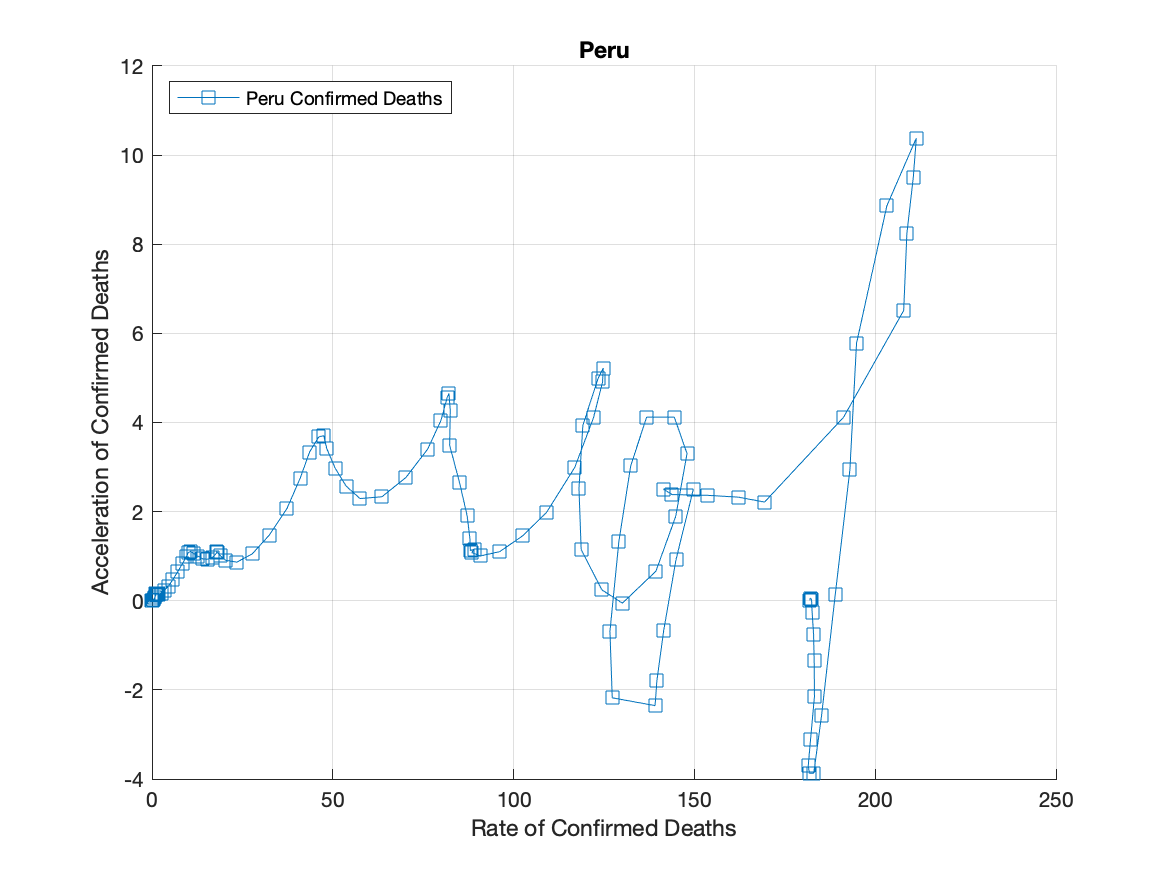 Peru
Peru Confirmed Deaths
12
10
8
6
4
2
0
-2
-4
Acceleration of Confirmed Deaths
0 50 100 150 200 250
Rate of Confirmed Deaths